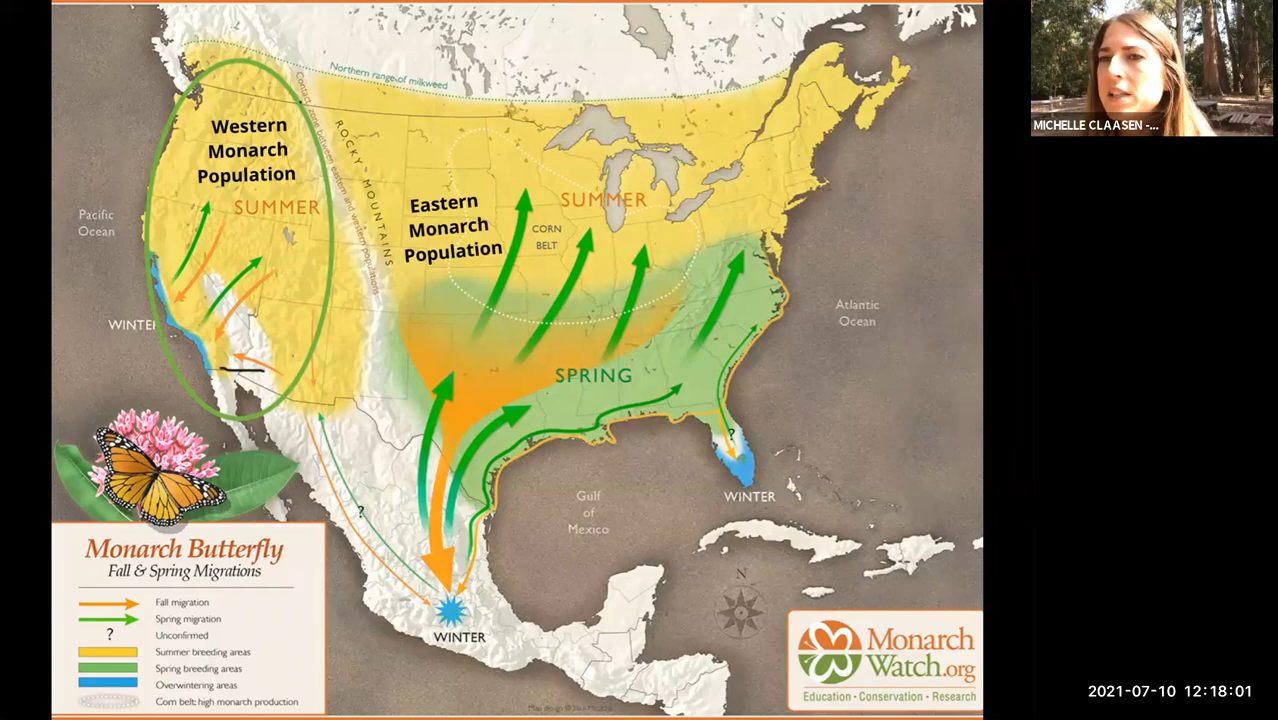 Northern range of milkweed
Contact zone between eastern and western populations
ROCKY MOUNTAINS
Western
Monarch
Population
SUMMER
Eastern
Monarch
Population
SUMMER
CORN
BELT
Pacific
Ocean
Atlantic
Ocean
WINTER
SPRING
?
WINTER
?
Gulf
of
Mexico
WINTER
N
Monarch Butterfly
Fall & Spring Migrations
Fall migration
Spring migration
? Unconfirmed
Summer breeding areas
Spring breeding areas
Overwintering areas
Corn belt: high monarch production
Monarch
Watch.org
Education • Conservation • Research
MICHELLE CLAASEN -...
2021-07-10 12:18:01